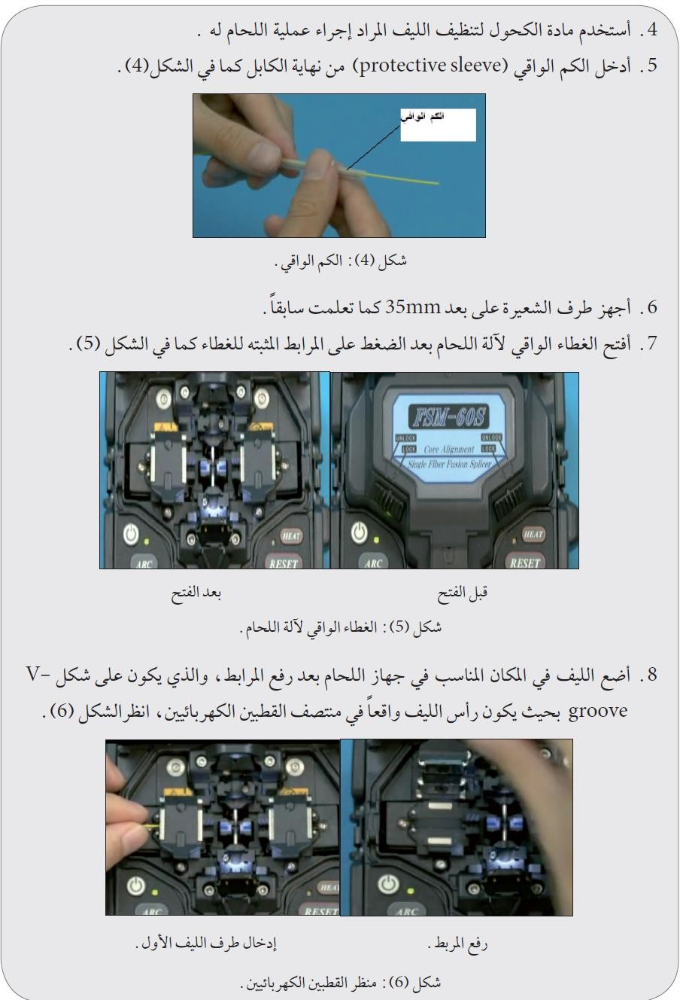 4. أستخدم مادة الكحول لتنظيف الليف المراد إجراء عملية اللحام له .
5. أدخل الكم الواقي (protective sleeve) من نهاية الكابل كما في الشكل(4).
الكم الواقي
شكل (4): الكم الواقي.
6. أجهز طرف الشعيرة على بعد 35mm كما تعلمت سابقاً.
7. أفتح الغطاء الواقي لآلة اللحام بعد الضغط على المرابط المثبته للغطاء كما في الشكل (5).
FSM-60S
UNLOCK UNLOCK
LOCK Core Alignment LOCK
Single Fiber Fusion Splicer
HEAT HEAT
ARC RESET ARC RESET
قبل الفتح
بعد الفتح
شكل (5): الغطاء الواقي لآلة اللحام.
8. أضع الليف في المكان المناسب في جهاز اللحام بعد رفع المرابط، والذي يكون على شكل V–
groove بحيث يكون رأس الليف واقعاً في منتصف القطبين الكهربائيين، انظرالشكل (6).
HEA
ARC RESE ARC
رفع المربط.
إدخال طرف الليف الأول.
شكل (6): منظر القطبين الكهربائيين.